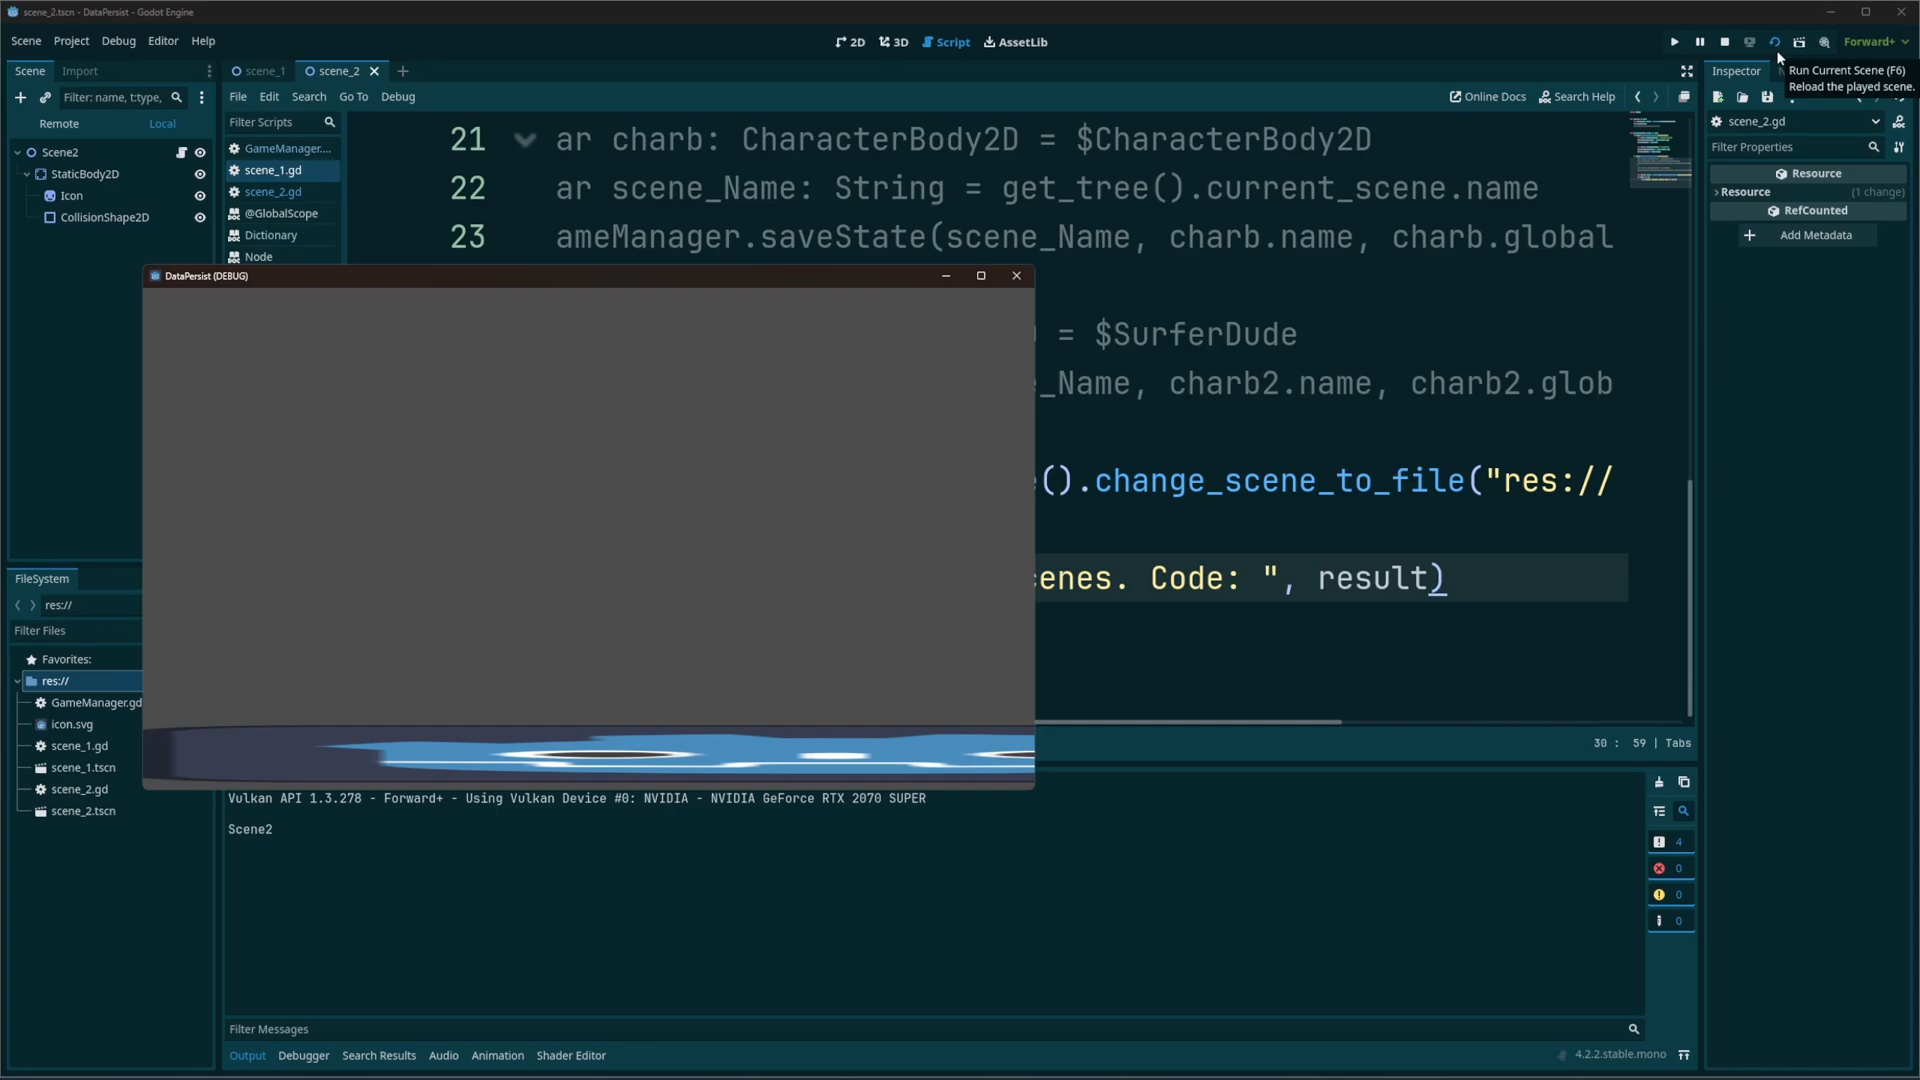 scene_2.tscn - DataPersist - Godot Engine
Scene Project Debug Editor Help
2D 3D Script AssetLib
Forward+
Run Current Scene (F6)
Reload the played scene.
Scene Import
scene_1 scene_2
Inspector
Filter: name, t:type,
File Edit Search Go To Debug
Online Docs Search Help
Remote Local
Filter Scripts
scene_2.gd
Filter Properties
Scene2
StaticBody2D
Icon
CollisionShape2D
GameManager....
scene_1.gd
scene_2.gd
@GlobalScope
Dictionary
Node
21 ar charb: CharacterBody2D = $CharacterBody2D
22 ar scene_Name: String = get_tree().current_scene.name
23 ameManager.saveState(scene_Name, charb.name, charb.global
Resource
Resource (1 change)
RefCounted
Add Metadata
DataPersist (DEBUG)
= $SurferDude
_Name, charb2.name, charb2.glob
().change_scene_to_file("res://
cenes. Code: ", result)
30 : 59 | Tabs
FileSystem
res://
Filter Files
Favorites:
res://
GameManager.gd
icon.svg
scene_1.gd
scene_1.tscn
scene_2.gd
scene_2.tscn
Vulkan API 1.3.278 - Forward+ - Using Vulkan Device #0: NVIDIA - NVIDIA GeForce RTX 2070 SUPER
Scene2
4
0
0
0
Filter Messages
Output Debugger Search Results Audio Animation Shader Editor
4.2.2.stable.mono